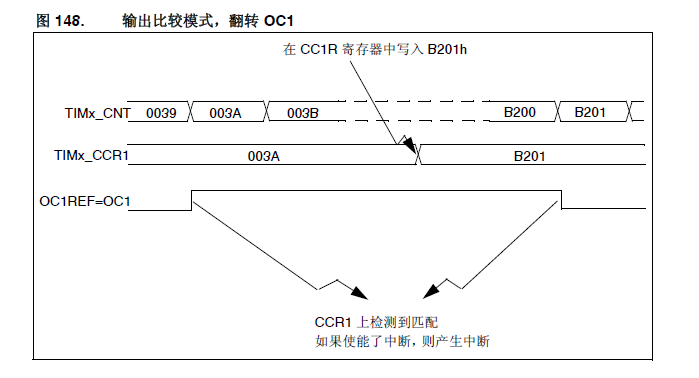 图 148. 输出比较模式，翻转 OC1
在 CC1R 寄存器中写入 B201h
TIMx_CNT 0039 003A 003B B200 B201
TIMx_CCR1 003A B201
OC1REF=OC1
CCR1 上检测到匹配
如果使能了中断，则产生中断